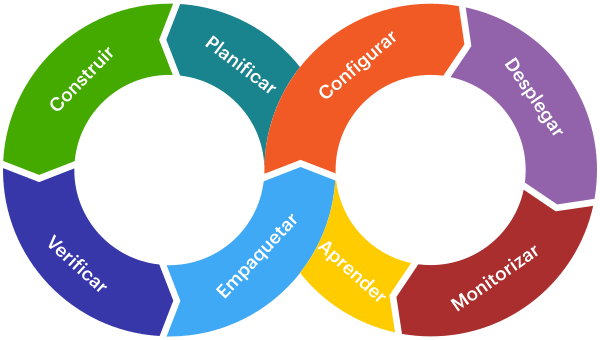 Construir
Planificar
Configurar
Desplegar
Verificar
Empaquetar
Aprender
Monitorizar